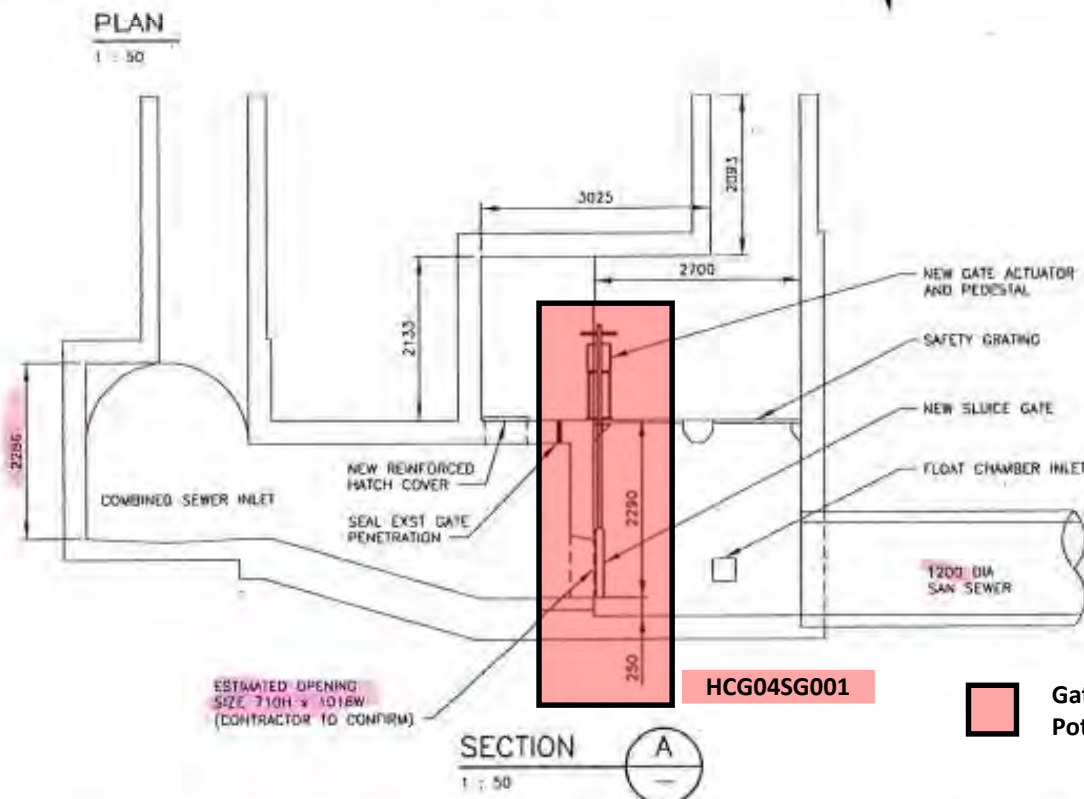 PLAN
1 : 50
3025
2093
2700
NEW GATE ACTUATOR
AND PEDESTAL
2133
SAFETY GRATING
NEW SLUICE GATE
2286
NEW REINFORCED
HATCH COVER
COMBINED SEWER INLET
SEAL EXST GATE
PENETRATION
2290
FLOAT CHAMBER INLET
1200 DIA
SAN SEWER
250
ESTIMATED OPENING
SIZE 710H x 1016W
(CONTRACTOR TO CONFIRM)
HCG04SG001
SECTION A
1 : 50